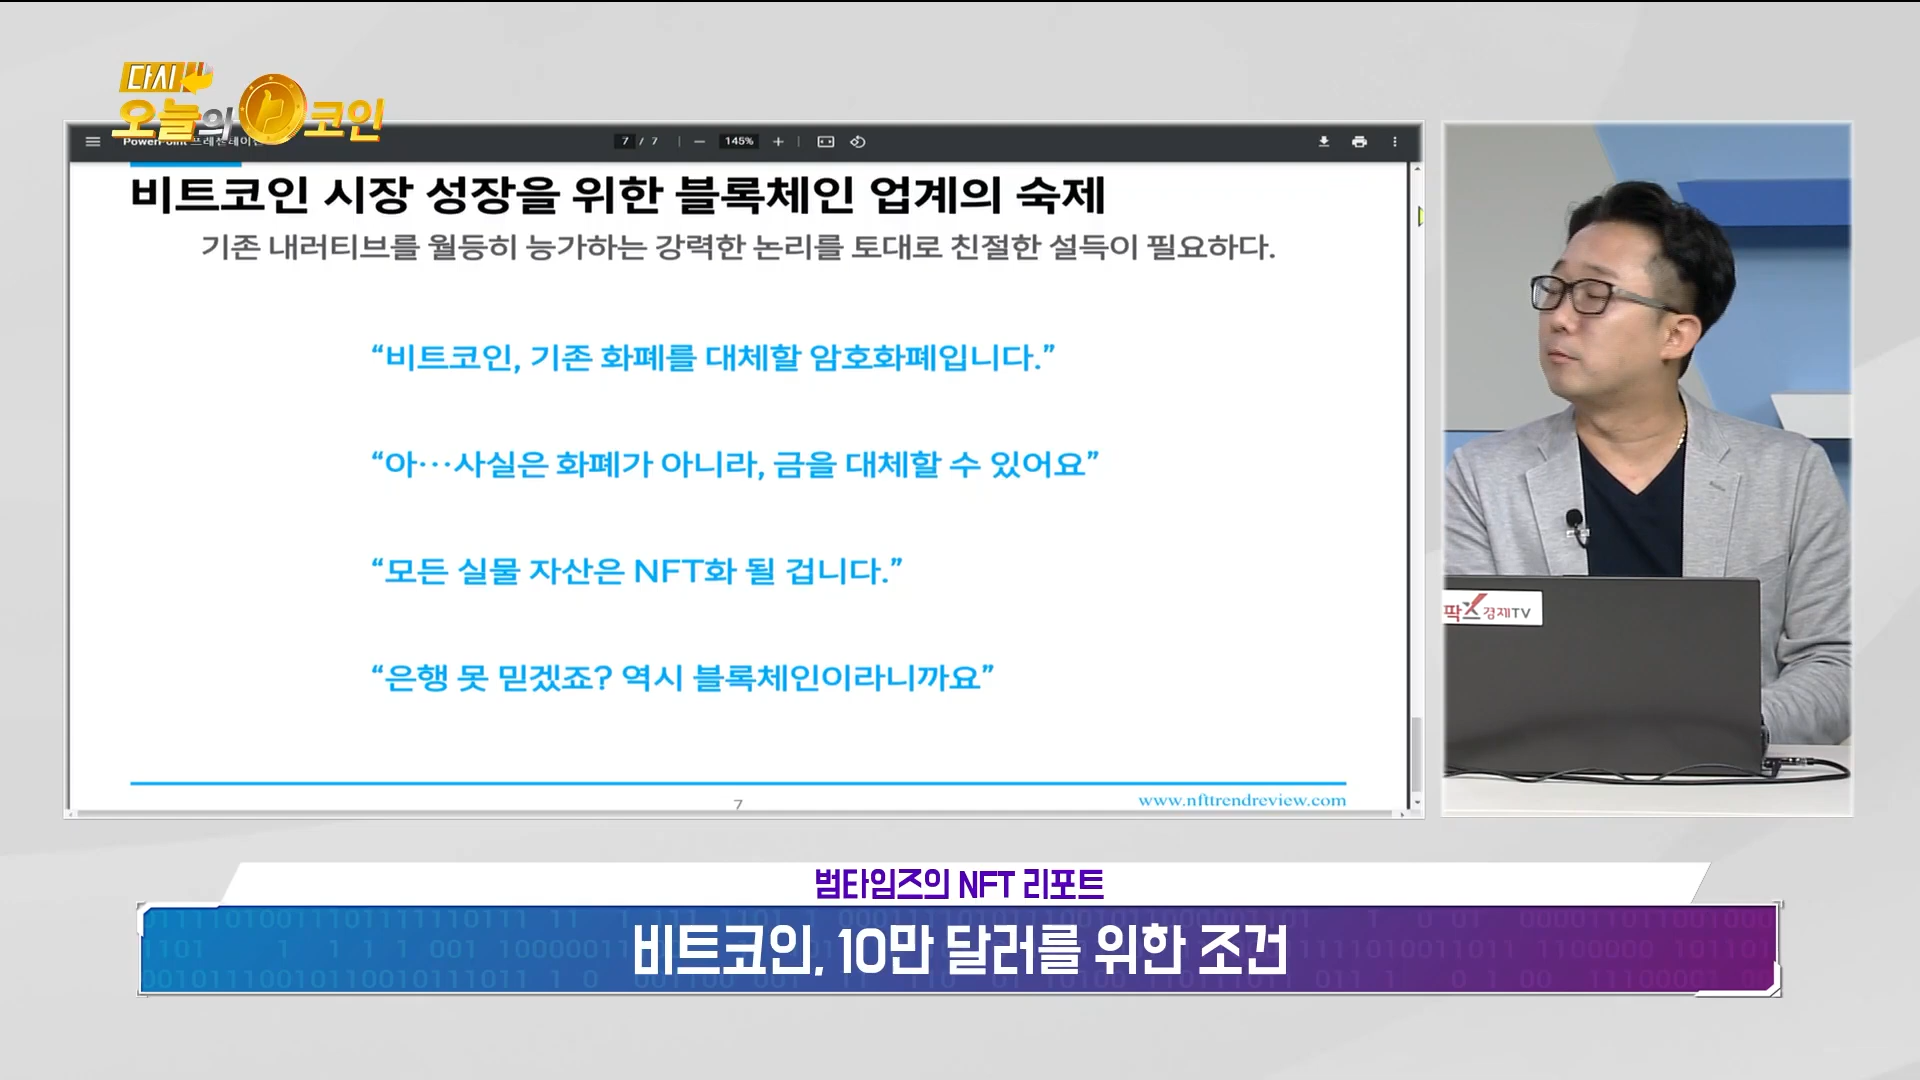 다시
오늘의 코인
PowerPoint 프레젠테이션
7 / 7
145%
비트코인 시장 성장을 위한 블록체인 업계의 숙제
기존 내러티브를 월등히 능가하는 강력한 논리를 토대로 친절한 설득이 필요하다.
“비트코인, 기존 화폐를 대체할 암호화폐입니다.”
“아…사실은 화폐가 아니라, 금을 대체할 수 있어요”
“모든 실물 자산은 NFT화 될 겁니다.”
“은행 못 믿겠죠? 역시 블록체인이라니까요”
7
www.nfttrendreview.com
팍스경제TV
범타임즈의 NFT 리포트
비트코인, 10만 달러를 위한 조건